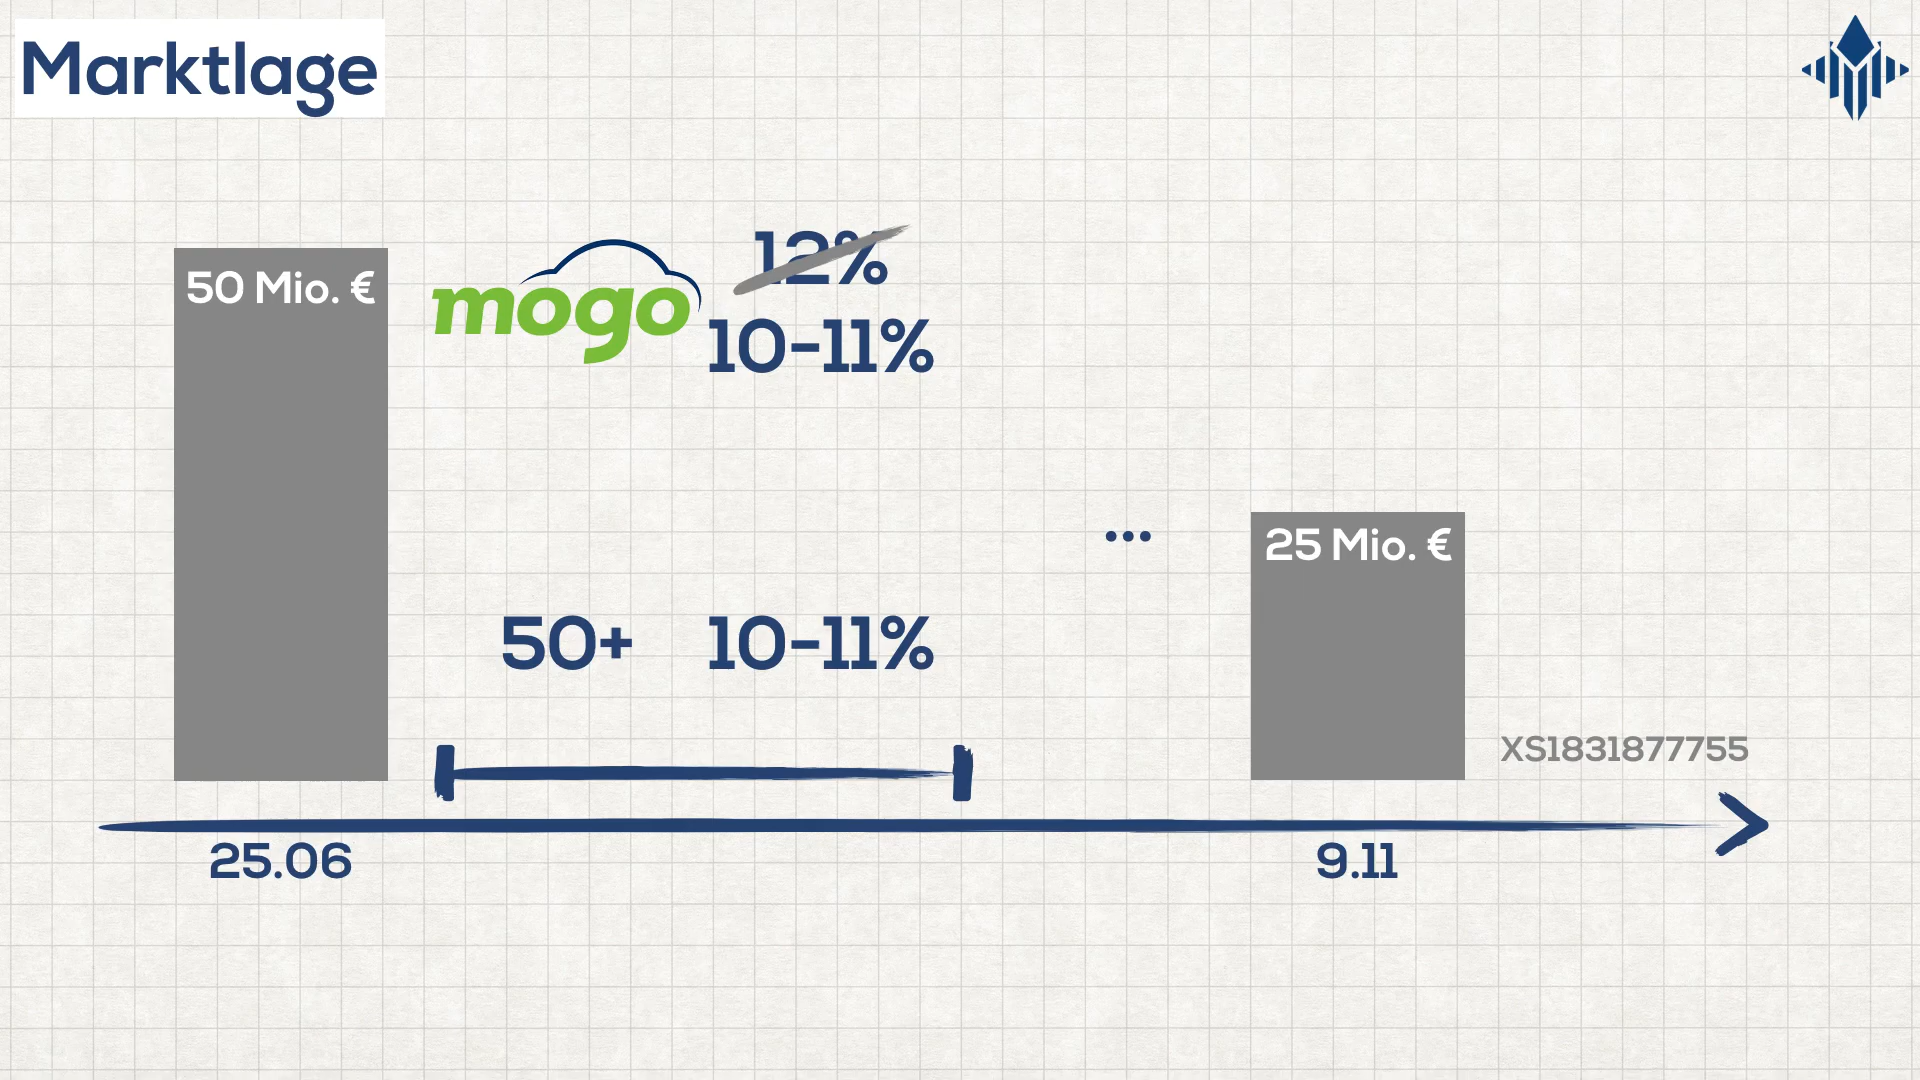 Marktlage
50 Mio. €
mogo
12%
10-11%
50+
10-11%
...
25 Mio. €
XS1831877755
25.06
9.11